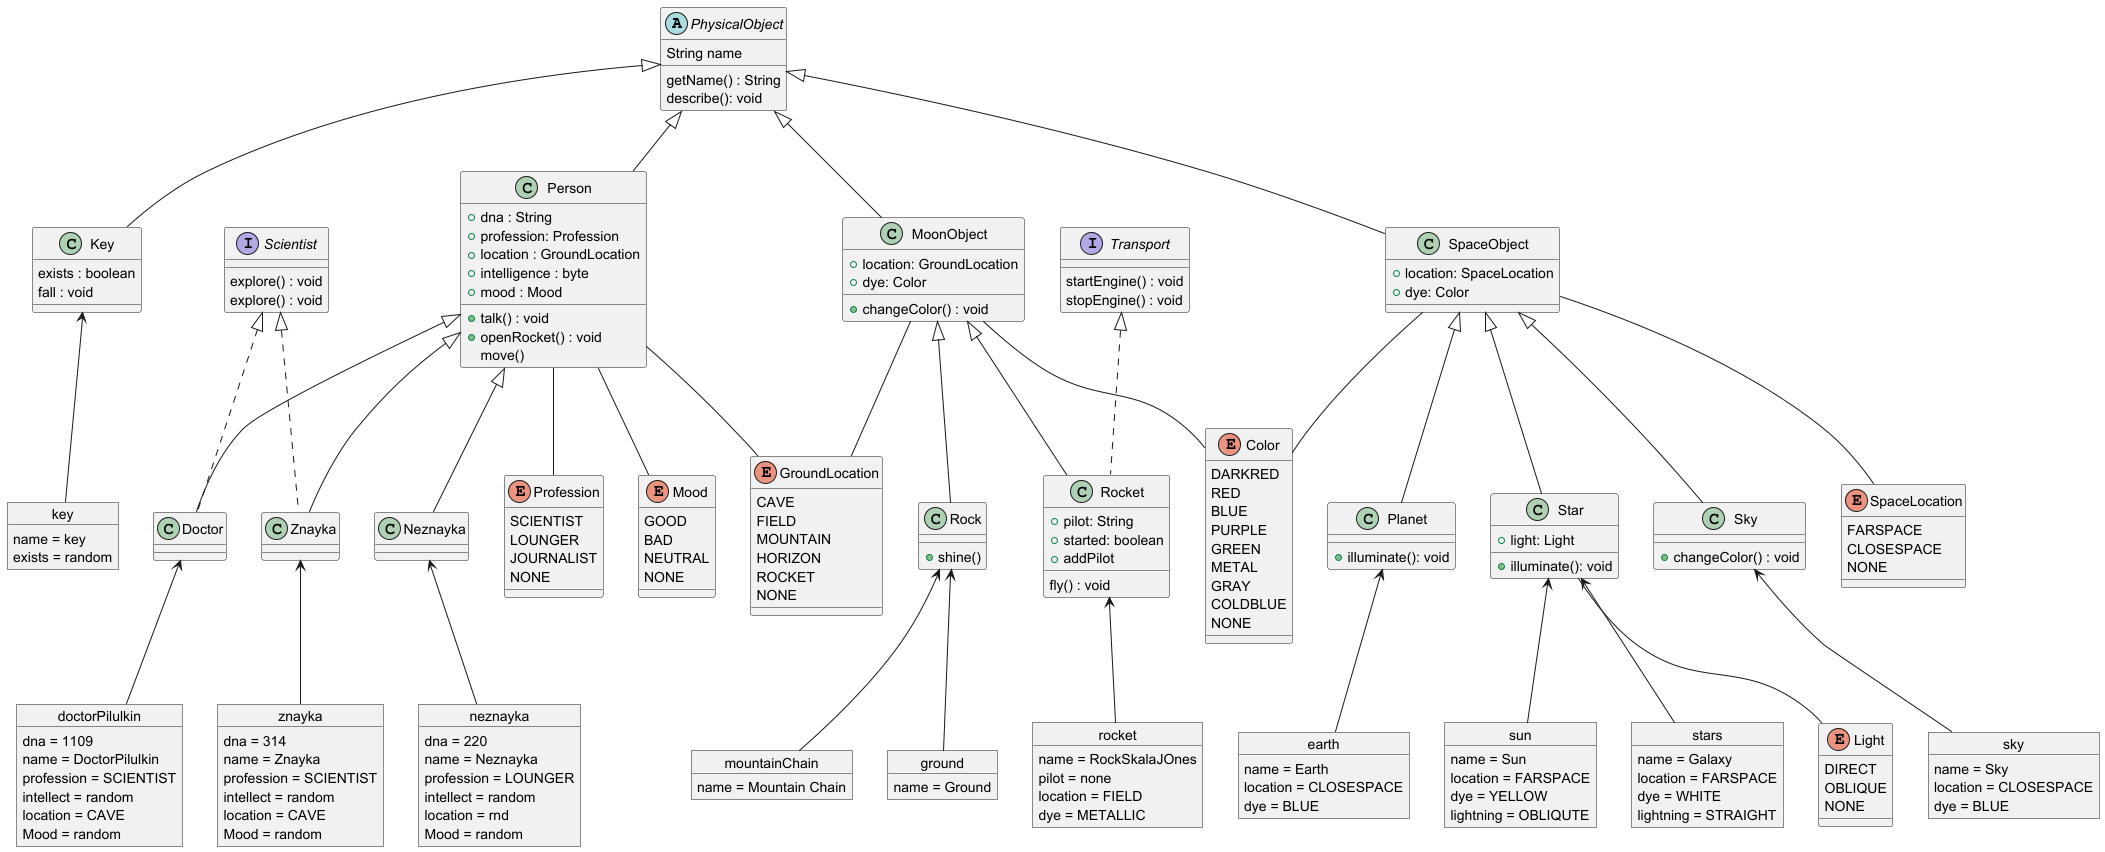 A PhysicalObject
String name
getName() : String
describe(): void
C Key
exists : boolean
fall : void
I Scientist
explore() : void
explore() : void
C Person
dna : String
profession: Profession
location : GroundLocation
intelligence : byte
mood : Mood
talk() : void
openRocket() : void
move()
C MoonObject
location: GroundLocation
dye: Color
changeColor() : void
I Transport
startEngine() : void
stopEngine() : void
C SpaceObject
location: SpaceLocation
dye: Color
key
name = key
exists = random
C Doctor
C Znayka
C Neznayka
E Profession
SCIENTIST
LOUNGER
JOURNALIST
NONE
E Mood
GOOD
BAD
NEUTRAL
NONE
E GroundLocation
CAVE
FIELD
MOUNTAIN
HORIZON
ROCKET
NONE
C Rock
shine()
C Rocket
pilot: String
started: boolean
addPilot
fly() : void
E Color
DARKRED
RED
BLUE
PURPLE
GREEN
METAL
GRAY
COLDBLUE
NONE
C Planet
illuminate(): void
C Star
light: Light
illuminate(): void
C Sky
changeColor() : void
E SpaceLocation
FARSPACE
CLOSESPACE
NONE
doctorPilulkin
dna = 1109
name = DoctorPilulkin
profession = SCIENTIST
intellect = random
location = CAVE
Mood = random
znayka
dna = 314
name = Znayka
profession = SCIENTIST
intellect = random
location = CAVE
Mood = random
neznayka
dna = 220
name = Neznayka
profession = LOUNGER
intellect = random
location = rnd
Mood = random
mountainChain
name = Mountain Chain
ground
name = Ground
rocket
name = RockSkalaJOnes
pilot = none
location = FIELD
dye = METALLIC
earth
name = Earth
location = CLOSESPACE
dye = BLUE
sun
name = Sun
location = FARSPACE
dye = YELLOW
lightning = OBLIQUTE
stars
name = Galaxy
location = FARSPACE
dye = WHITE
lightning = STRAIGHT
E Light
DIRECT
OBLIQUE
NONE
sky
name = Sky
location = CLOSESPACE
dye = BLUE